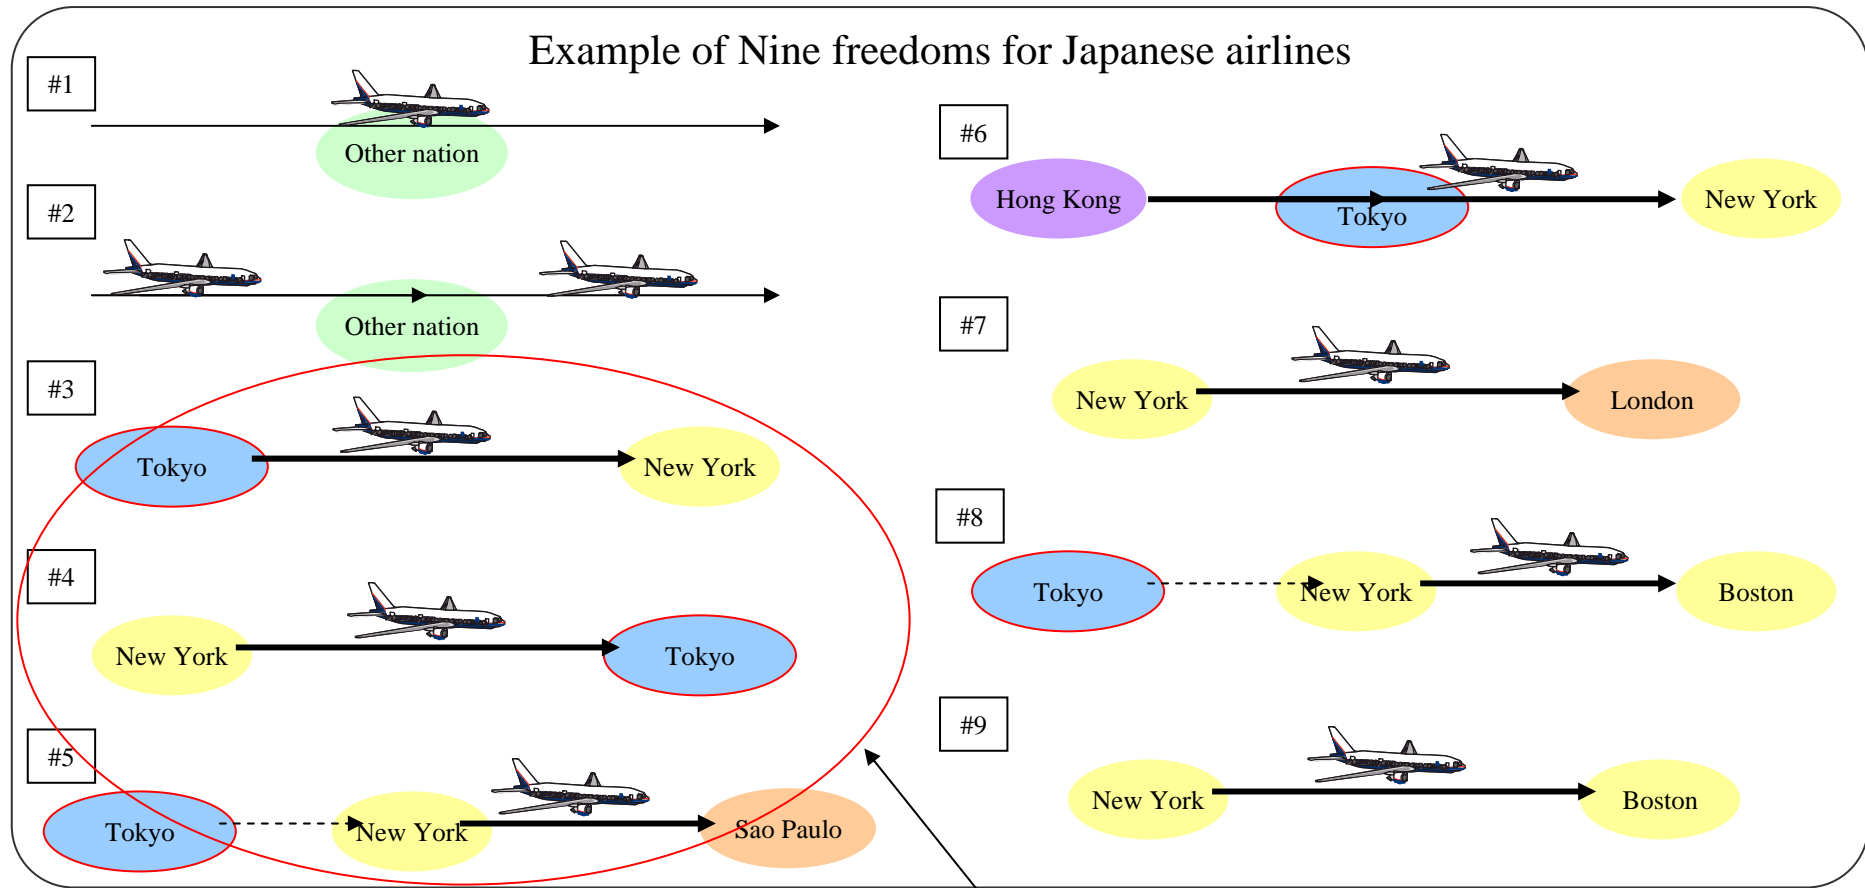 Example of Nine freedoms for Japanese airlines
#1
Other nation
#2
Other nation
#3
Tokyo
New York
#4
New York
Tokyo
#5
Tokyo
New York
Sao Paulo
#6
Hong Kong
Tokyo
New York
#7
New York
London
#8
Tokyo
New York
Boston
#9
New York
Boston